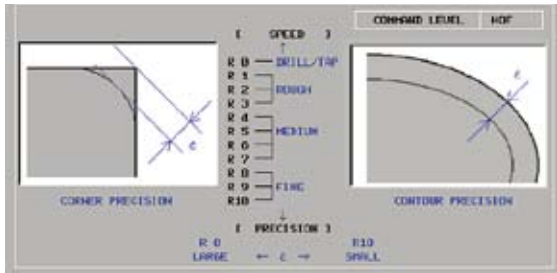 COMMAND LEVEL HOF
[ SPEED ]
↑
R 0 DRILL/TAP
R 1
R 2 ROUGH
R 3
R 4
R 5 MEDIUM
R 6
R 7
R 8
R 9 FINE
R10
↓
[ PRECISION ]
ε
CORNER PRECISION
ε
CONTOUR PRECISION
R 0 R10
LARGE ← ε → SMALL